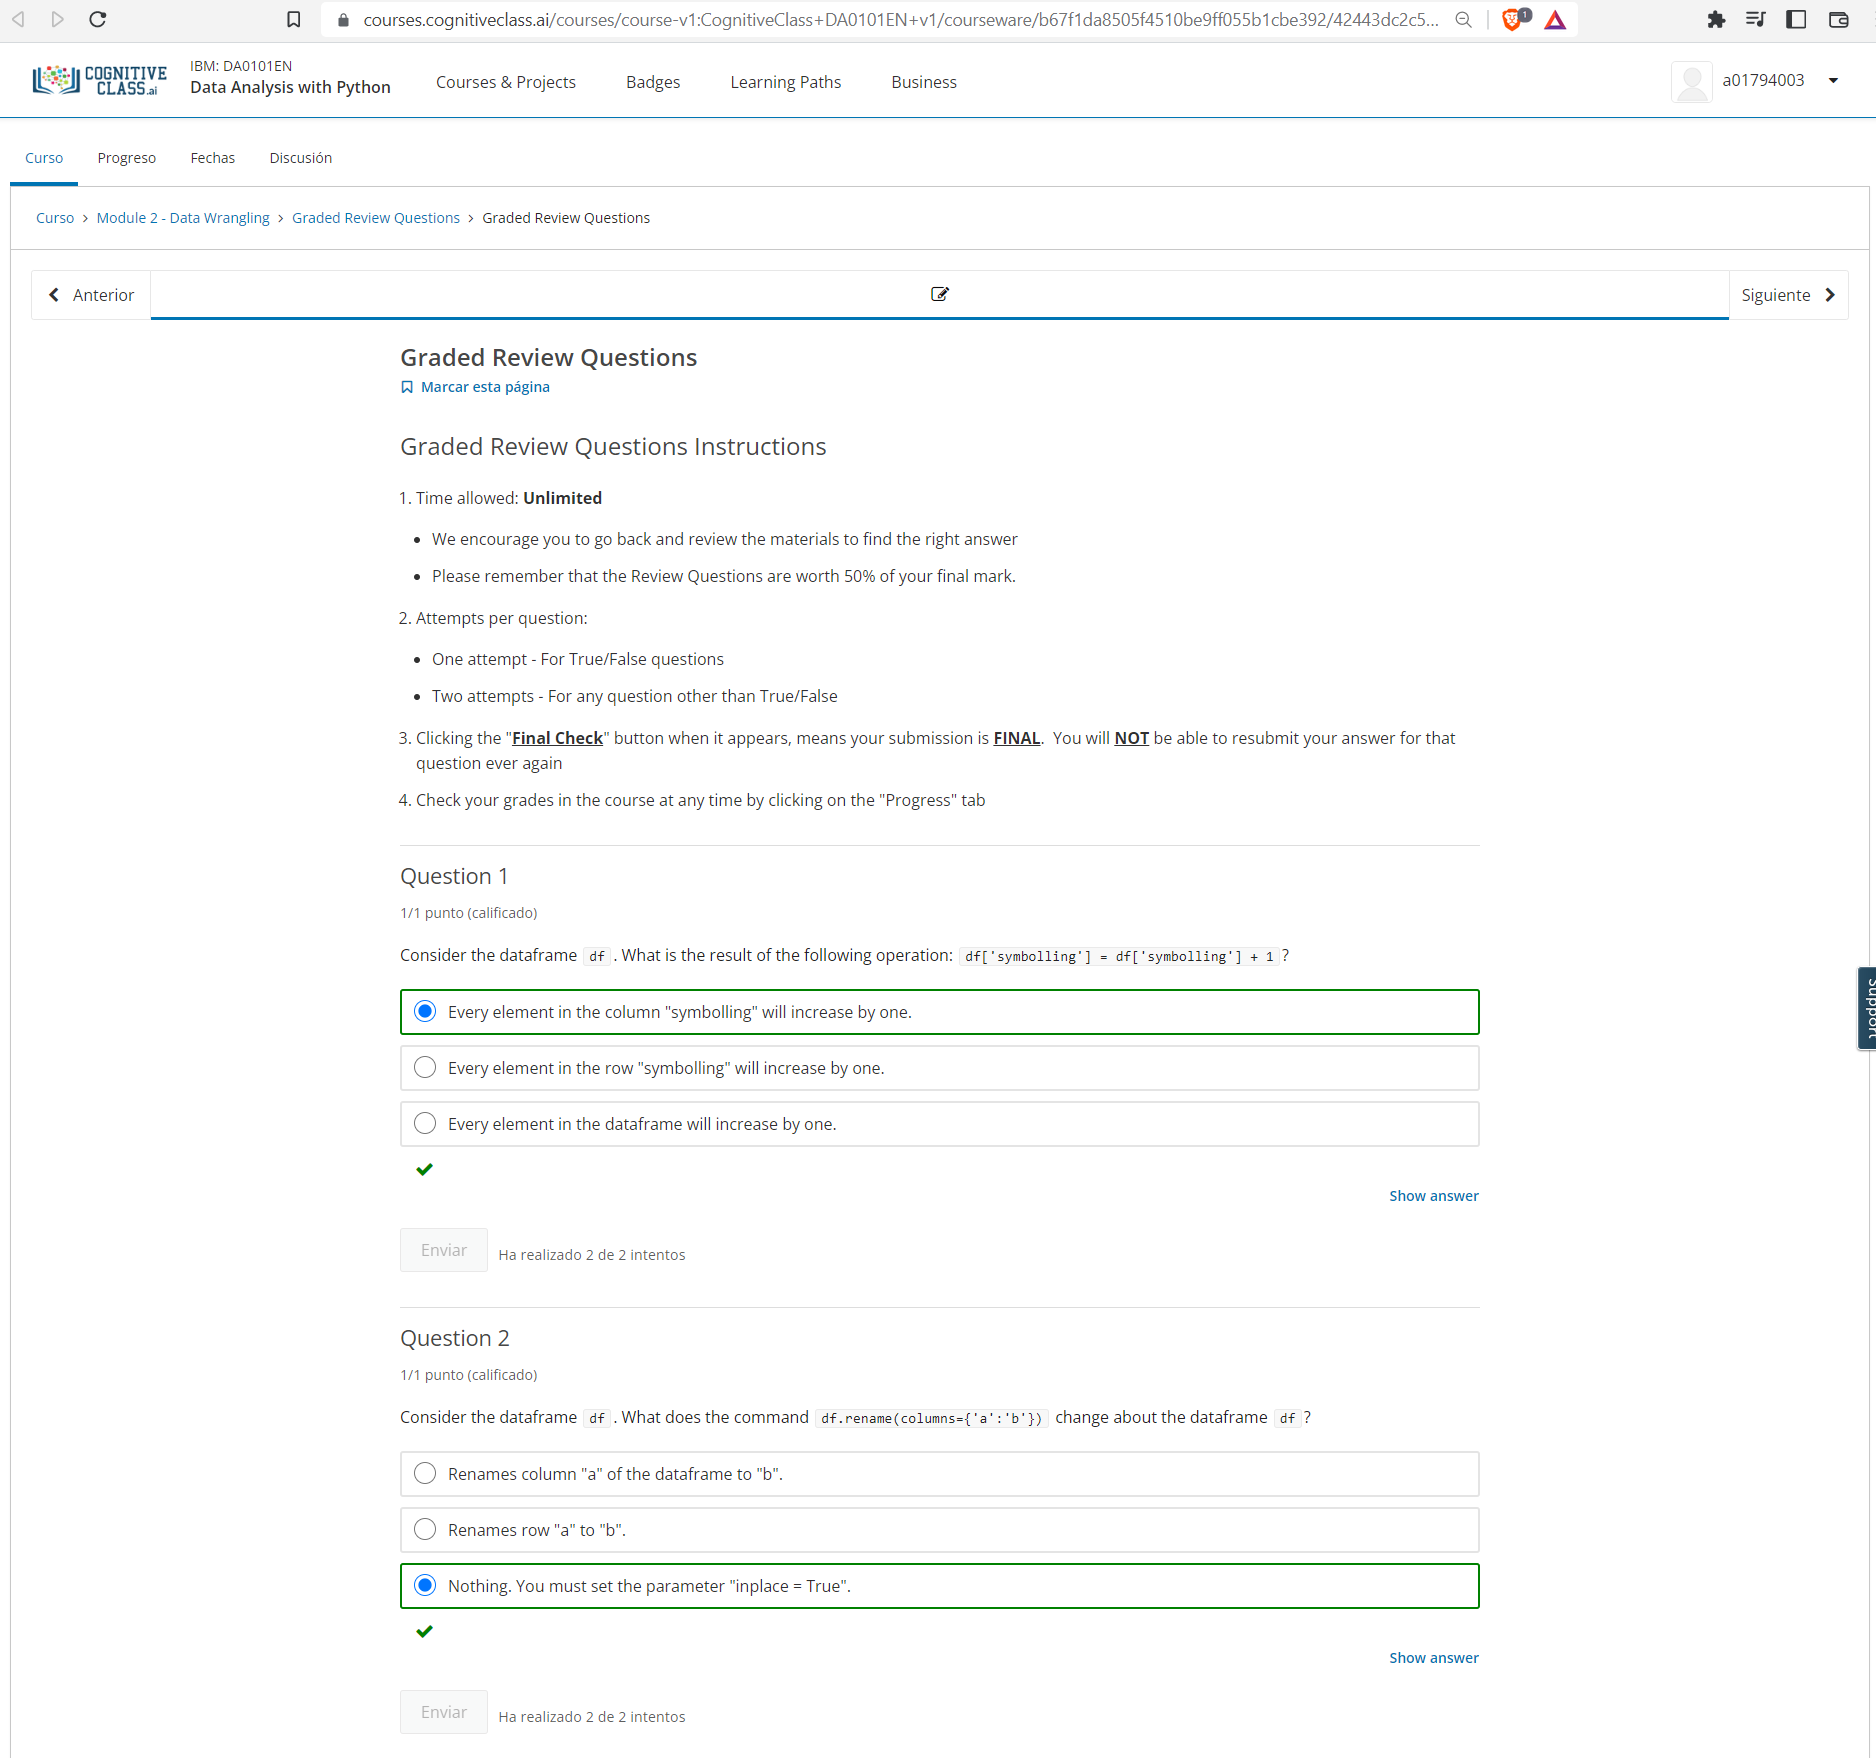 courses.cognitiveclass.ai/courses/course-v1:CognitiveClass+DA0101EN+v1/courseware/b67f1da8505f4510be9ff055b1cbe392/42443dc2c5...
1
COGNITIVE
CLASS.ai
IBM: DA0101EN
Data Analysis with Python
Courses & Projects
Badges
Learning Paths
Business
a01794003
Curso
Progreso
Fechas
Discusión
Curso > Module 2 - Data Wrangling > Graded Review Questions > Graded Review Questions
Anterior
Siguiente
Graded Review Questions
Marcar esta página
Graded Review Questions Instructions
1. Time allowed: Unlimited
• We encourage you to go back and review the materials to find the right answer
• Please remember that the Review Questions are worth 50% of your final mark.
2. Attempts per question:
• One attempt - For True/False questions
• Two attempts - For any question other than True/False
3. Clicking the "Final Check" button when it appears, means your submission is FINAL. You will NOT be able to resubmit your answer for that
question ever again
4. Check your grades in the course at any time by clicking on the "Progress" tab
Question 1
1/1 punto (calificado)
Consider the dataframe df. What is the result of the following operation: df['symbolling'] = df['symbolling'] + 1?
Every element in the column "symbolling" will increase by one.
Every element in the row "symbolling" will increase by one.
Every element in the dataframe will increase by one.
Show answer
Enviar
Ha realizado 2 de 2 intentos
Support
Question 2
1/1 punto (calificado)
Consider the dataframe df. What does the command df.rename(columns={'a':'b'}) change about the dataframe df?
Renames column "a" of the dataframe to "b".
Renames row "a" to "b".
Nothing. You must set the parameter "inplace = True".
Show answer
Enviar
Ha realizado 2 de 2 intentos